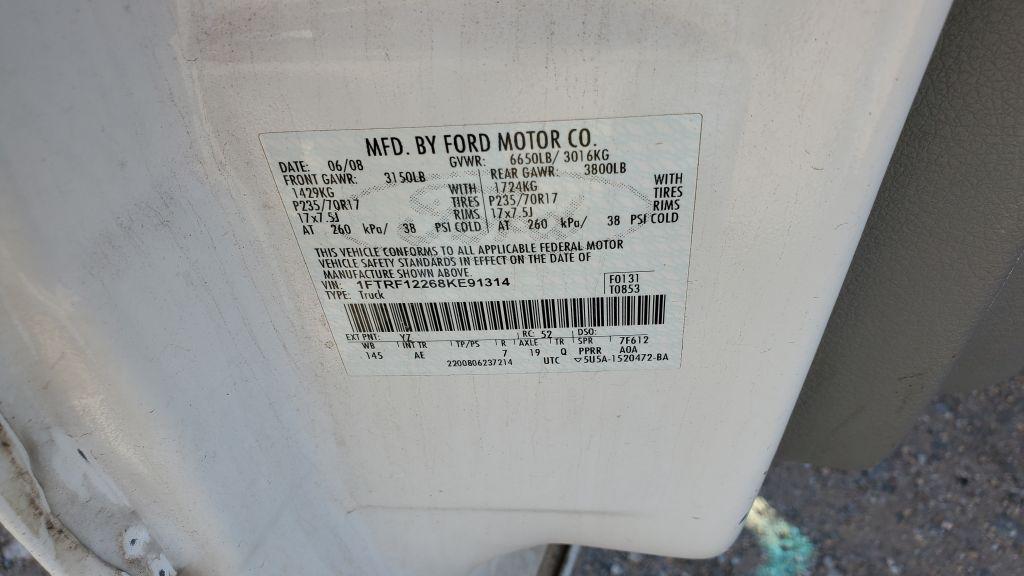 MFD. BY FORD MOTOR CO.
DATE: 06/08 GVWR: 6650LB/ 3016KG
FRONT GAWR: 3150LB REAR GAWR: 3800LB
1429KG WITH 1724KG WITH
P235/70R17 TIRES P235/70R17 TIRES
17x7.5J RIMS 17x7.5J RIMS
AT 260 kPa/ 38 PSI COLD AT 260 kPa/ 38 PSI COLD
THIS VEHICLE CONFORMS TO ALL APPLICABLE FEDERAL MOTOR
VEHICLE SAFETY STANDARDS IN EFFECT ON THE DATE OF
MANUFACTURE SHOWN ABOVE.
VIN: 1FTRF12268KE91314 F0131
TYPE: Truck T0853
EXT PNT: YZ RC: 52 DSO:
WB INT TR TP/PS R AXLE TR SPR 7F612
145 AE 7 19 Q PPRR A0A
2200806237214 UTC ▽5U5A-1520472-BA